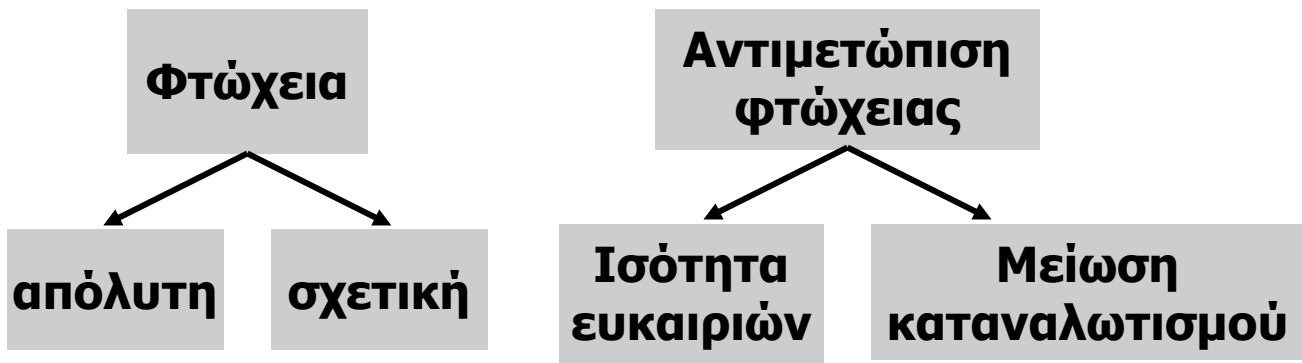 Φτώχεια
απόλυτη
σχετική
Αντιμετώπιση
φτώχειας
Ισότητα
ευκαιριών
Μείωση
καταναλωτισμού